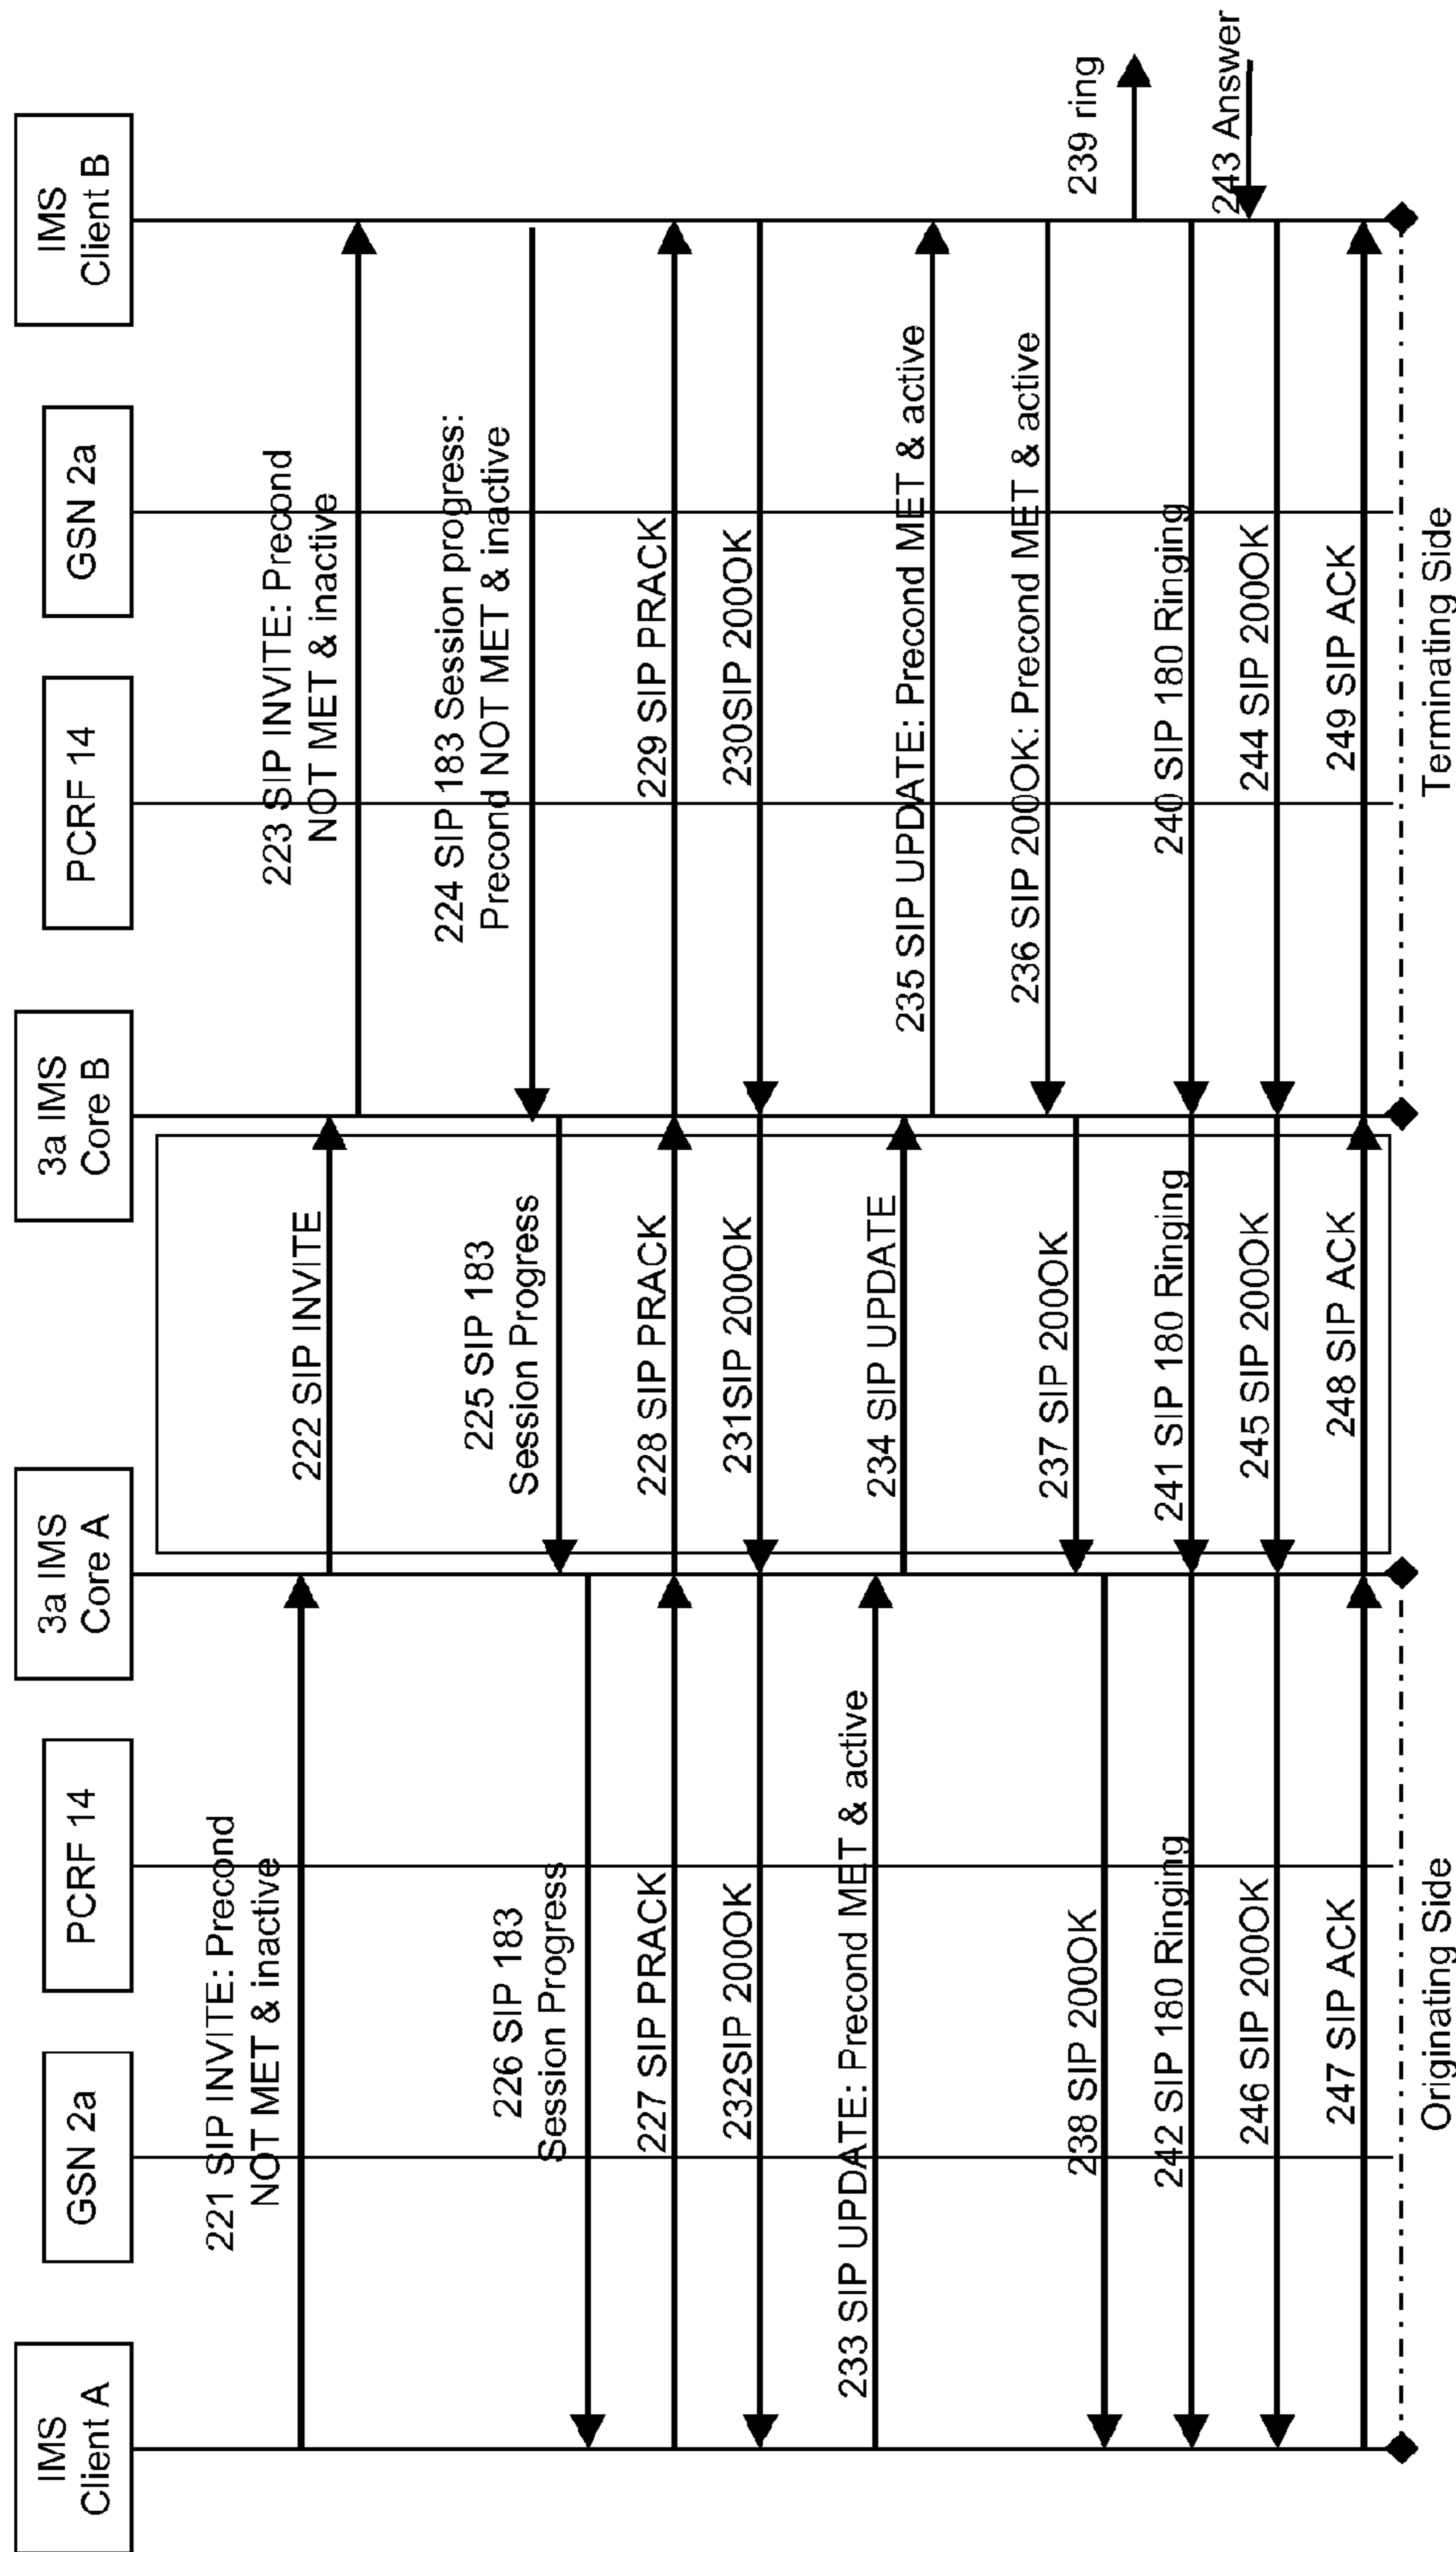 IMS
Client A
GSN 2a
PCRF 14
3a IMS
Core A
3a IMS
Core B
PCRF 14
GSN 2a
IMS
Client B
221 SIP INVITE: Precond
NOT MET & inactive
222 SIP INVITE
223 SIP INVITE: Precond
NOT MET & inactive
224 SIP 183 Session progress:
Precond NOT MET & inactive
225 SIP 183
Session Progress
226 SIP 183
Session Progress
227 SIP PRACK
228 SIP PRACK
229 SIP PRACK
230SIP 200OK
231SIP 200OK
232SIP 200OK
233 SIP UPDATE: Precond MET & active
234 SIP UPDATE
235 SIP UPDATE: Precond MET & active
236 SIP 200OK: Precond MET & active
237 SIP 200OK
238 SIP 200OK
239 ring
240 SIP 180 Ringing
241 SIP 180 Ringing
242 SIP 180 Ringing
243 Answer
244 SIP 200OK
245 SIP 200OK
246 SIP 200OK
247 SIP ACK
248 SIP ACK
249 SIP ACK
Originating Side
Terminating Side